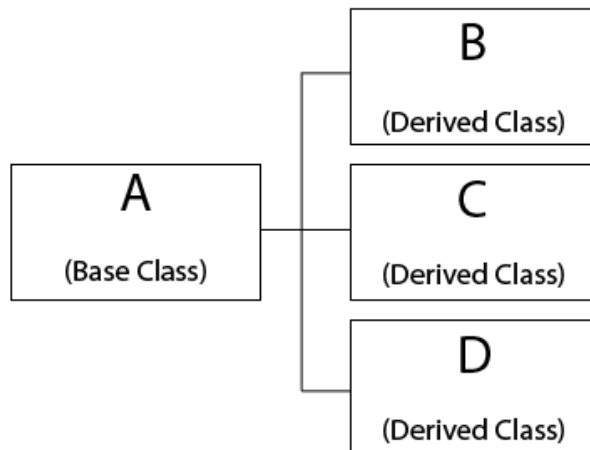 B
(Derived Class)
A
(Base Class)
C
(Derived Class)
D
(Derived Class)